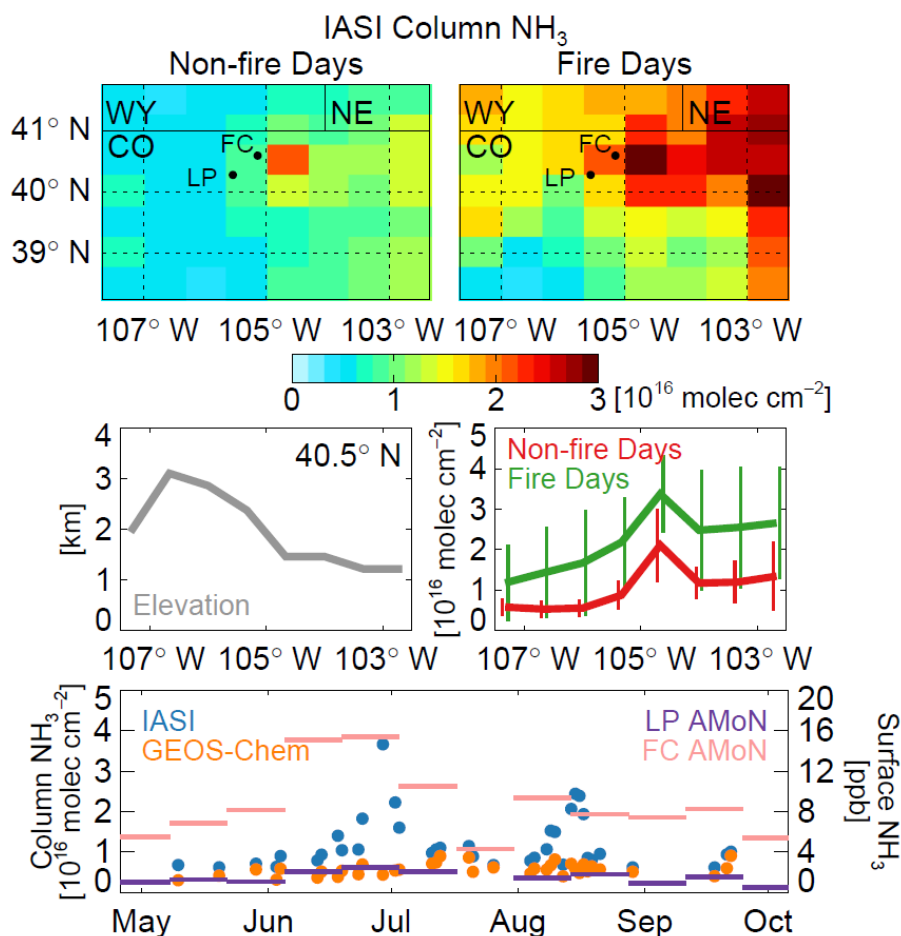 IASI Column NH3
Non-fire Days
Fire Days
WY
NE
CO
FC
LP
WY
NE
CO
FC
LP
41° N
40° N
39° N
107° W 105° W 103° W
107° W 105° W 103° W
0 1 2 3 [10^16 molec cm^-2]
4
3
2
1
0
[km]
40.5° N
Elevation
107° W 105° W 103° W
5
4
3
2
1
0
[10^16 molec cm^-2]
Non-fire Days
Fire Days
107° W 105° W 103° W
5
4
3
2
1
0
Column NH3
[10^16 molec cm^-2]
IASI
GEOS-Chem
LP AMoN
FC AMoN
20
16
12
8
4
0
Surface NH3
[ppb]
May Jun Jul Aug Sep Oct